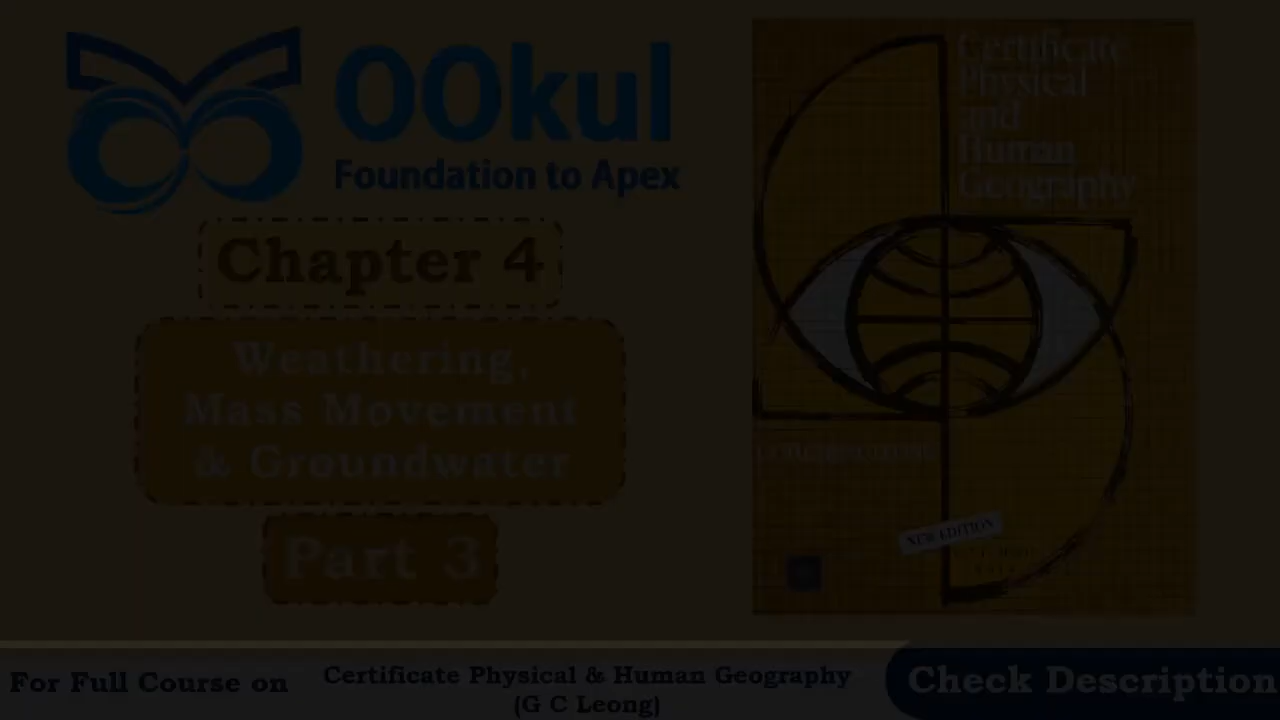 OOkul
Foundation to Apex
Chapter 4
Weathering,
Mass Movement
& Groundwater
Part 3
Certificate
Physical
and
Human
Geography
NEW EDITION
For Full Course on
Certificate Physical & Human Geography
(G C Leong)
Check Description